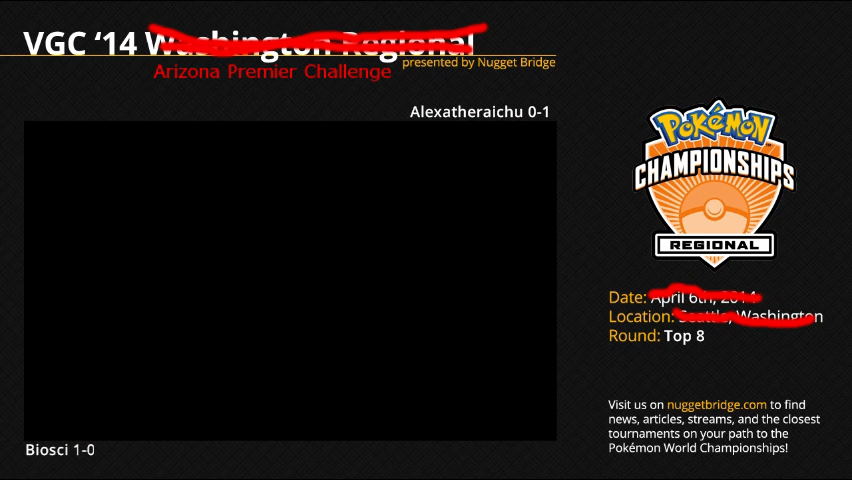 VGC ‘14 Washington Regional
presented by Nugget Bridge
Arizona Premier Challenge
Alexatheraichu 0-1
Pokémon
CHAMPIONSHIPS
REGIONAL
Date: April 6th, 2014
Location: Seattle, Washington
Round: Top 8
Visit us on nuggetbridge.com to find
news, articles, streams, and the closest
tournaments on your path to the
Pokémon World Championships!
Biosci 1-0